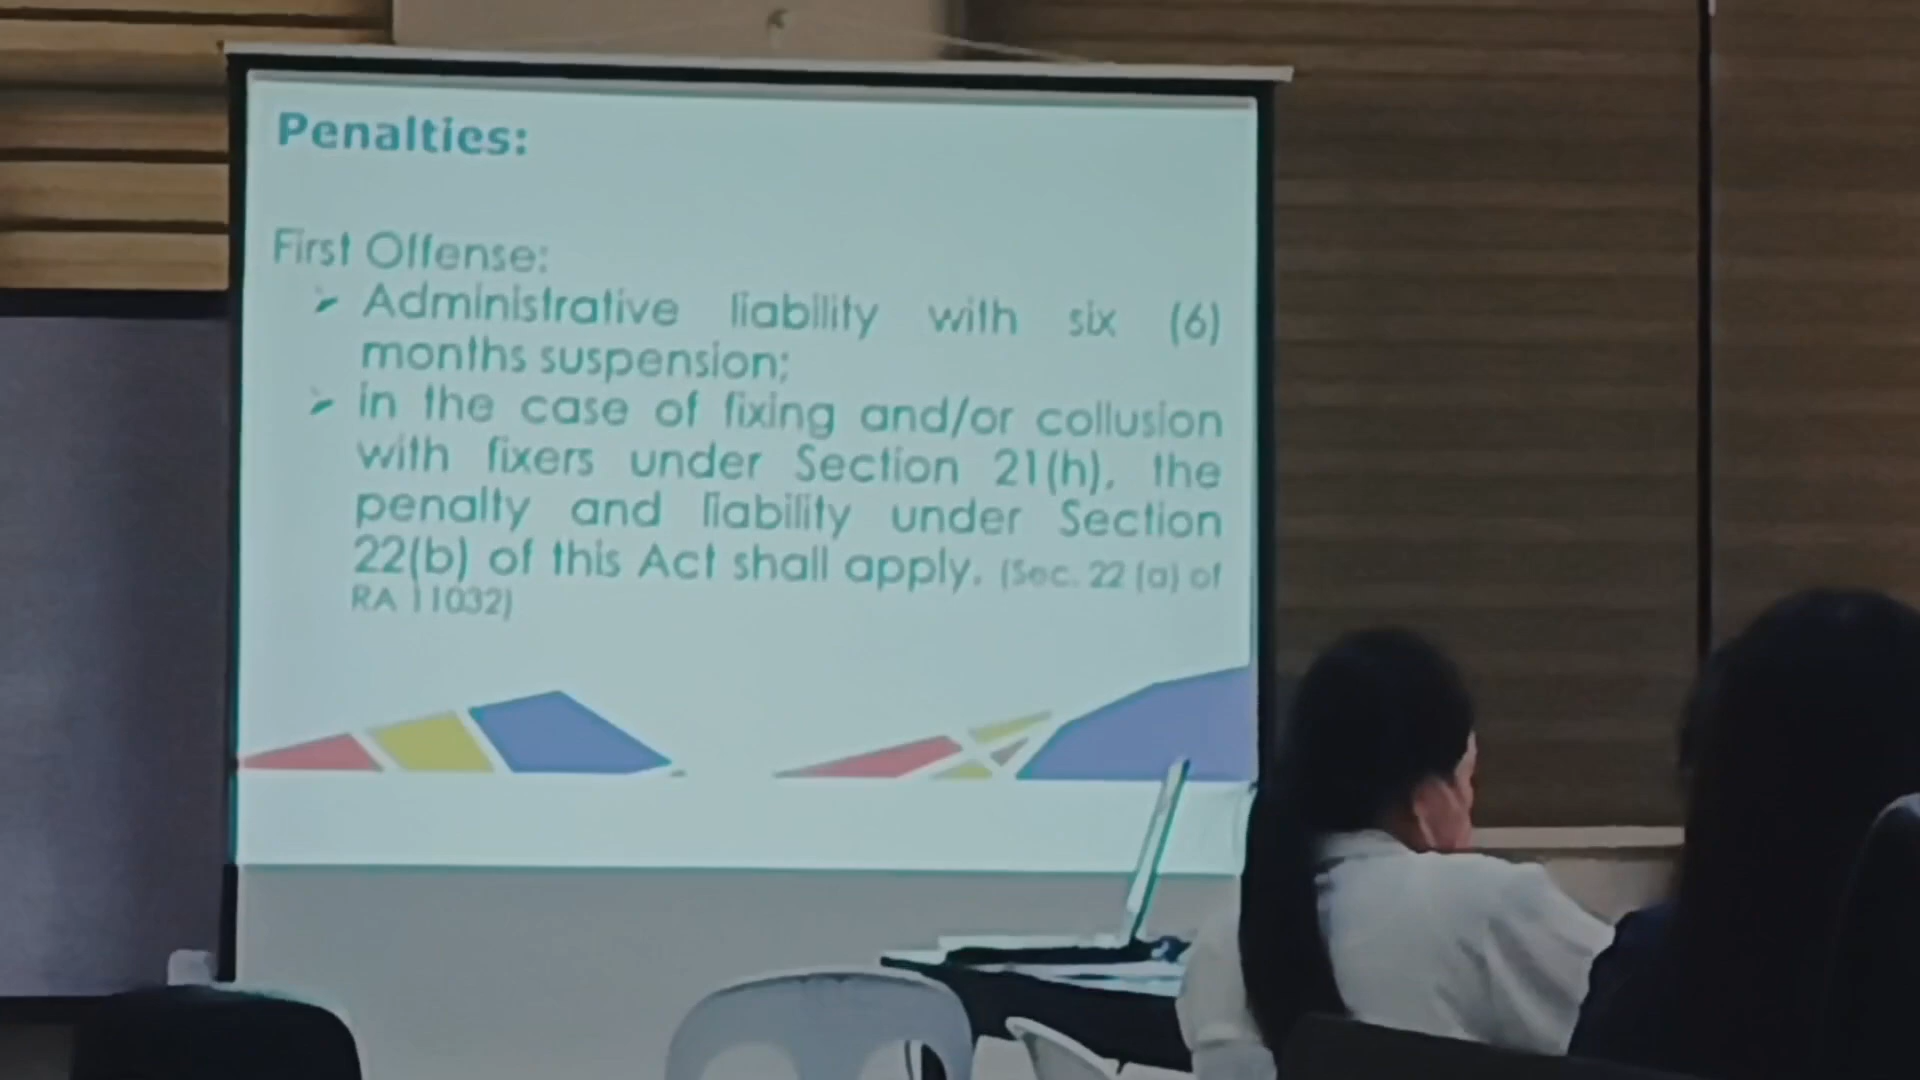 Penalties:
First Offense:
➢ Administrative liability with six (6)
months suspension;
➢ in the case of fixing and/or collusion
with fixers under Section 21(h), the
penalty and liability under Section
22(b) of this Act shall apply. (Sec. 22 (a) of
RA 11032)